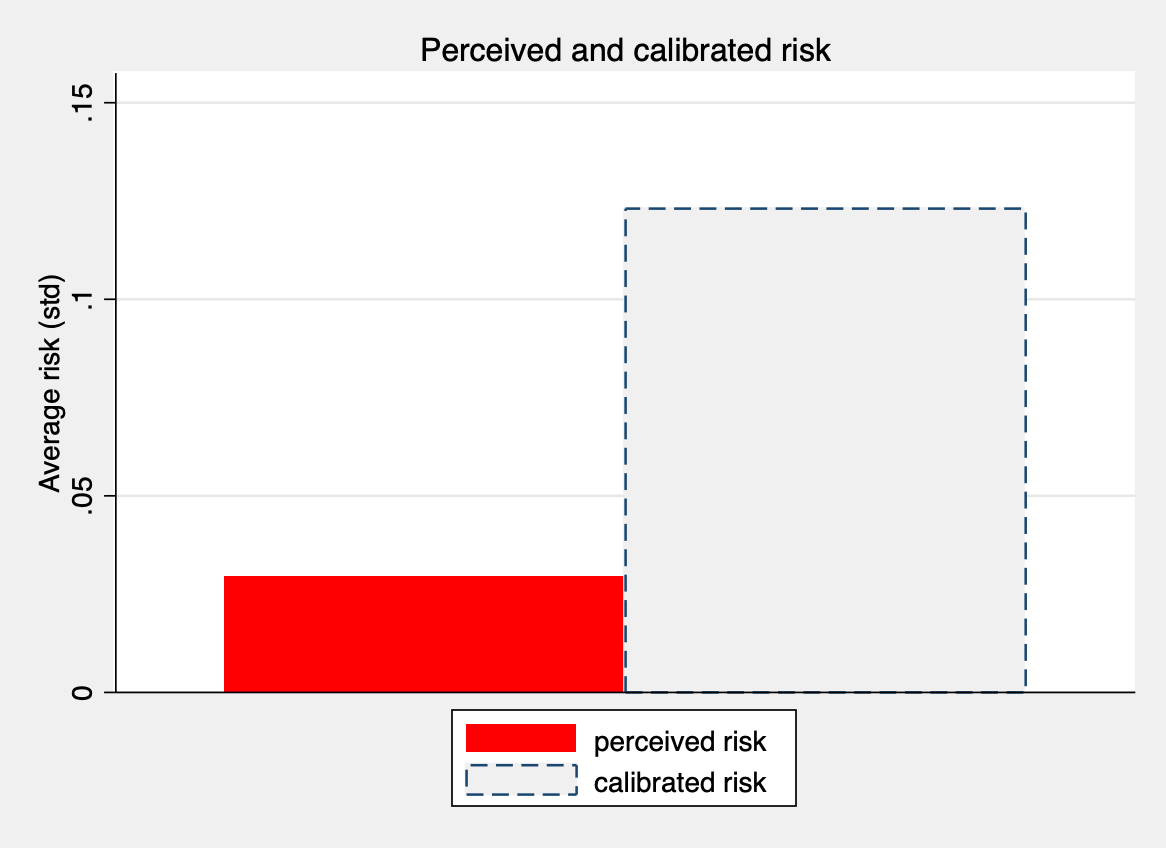 Perceived and calibrated risk
Average risk (std)
.15
.1
.05
0
perceived risk
calibrated risk